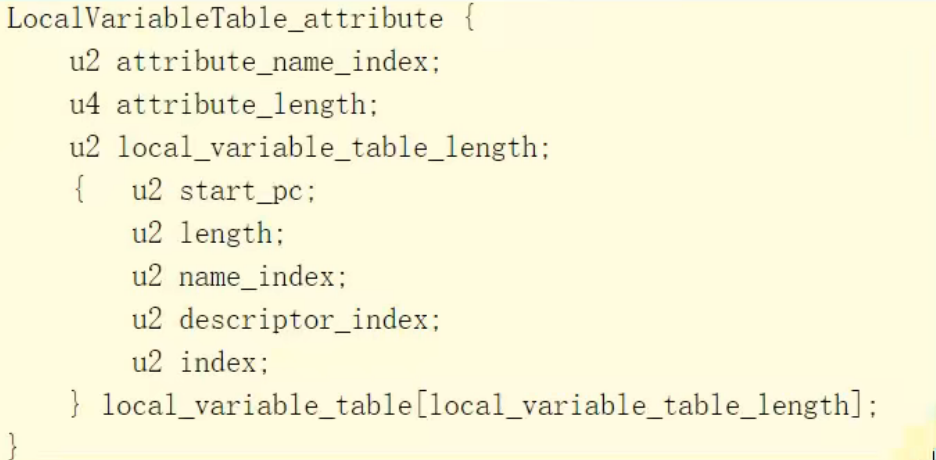 LocalVariableTable_attribute {
    u2 attribute_name_index;
    u4 attribute_length;
    u2 local_variable_table_length;
    {   u2 start_pc;
        u2 length;
        u2 name_index;
        u2 descriptor_index;
        u2 index;
    } local_variable_table[local_variable_table_length];
}